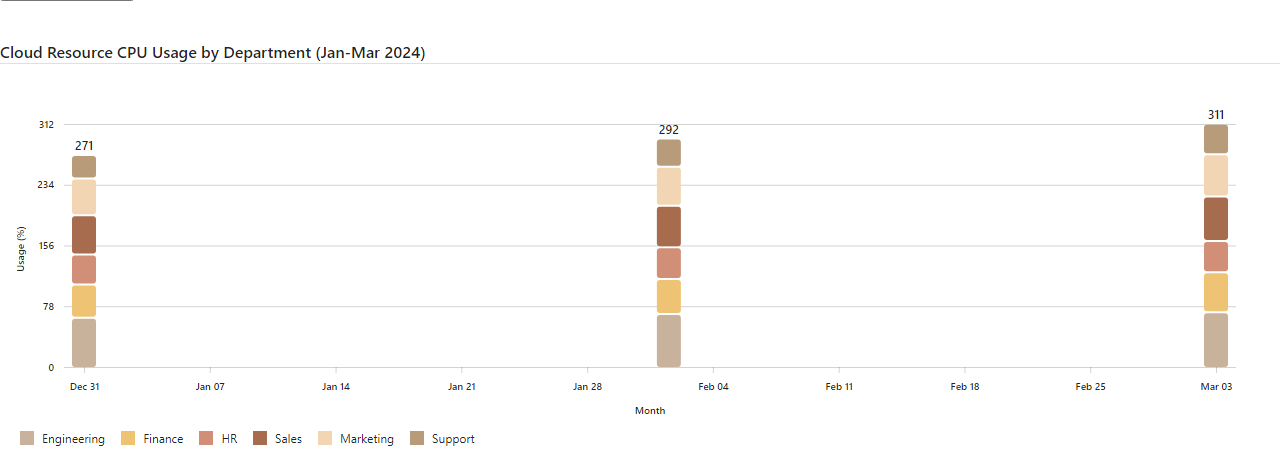 Cloud Resource CPU Usage by Department (Jan-Mar 2024)
311
312
292
271
234
156
78
0
Usage (%)
Dec 31 Jan 07 Jan 14 Jan 21 Jan 28 Feb 04 Feb 11 Feb 18 Feb 25 Mar 03
Month
Engineering Finance HR Sales Marketing Support